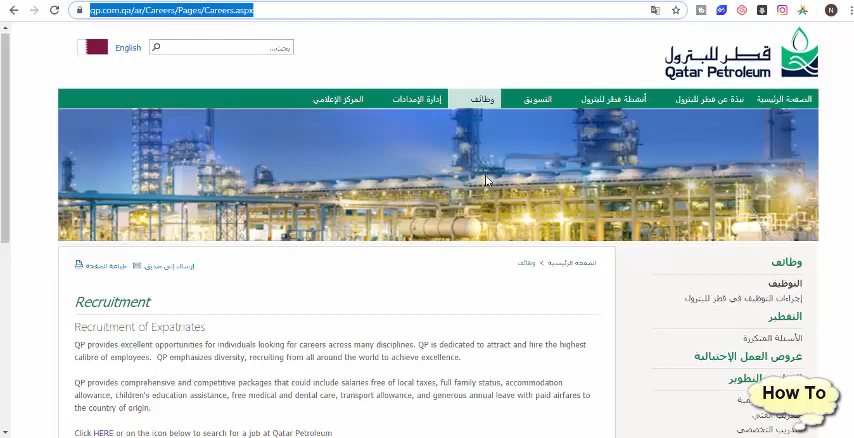 qp.com.qa/ar/Careers/Pages/Careers.aspx
N
English
بحث...
قطر للبترول
Qatar Petroleum
الصفحة الرئيسية
نبذة عن قطر للبترول
أنشطة قطر للبترول
التسويق
وظائف
إدارة الإمدادات
المركز الإعلامي
الصفحة الرئيسية > وظائف
إرسال إلى صديق
طباعة الصفحة
Recruitment
Recruitment of Expatriates
QP provides excellent opportunities for individuals looking for careers across many disciplines. QP is dedicated to attract and hire the highest
calibre of employees. QP emphasizes diversity, recruiting from all around the world to achieve excellence.
QP provides comprehensive and competitive packages that could include salaries free of local taxes, full family status, accommodation
allowance, children's education assistance, free medical and dental care, transport allowance, and generous annual leave with paid airfares to
the country of origin.
Click HERE or on the icon below to search for a job at Qatar Petroleum
وظائف
التوظيف
إجراءات التوظيف في قطر للبترول
التقطير
الأسئلة المتكررة
عروض العمل الإحتيالية
والتطوير
التدريب الفني
التدريب التخصصي
How To